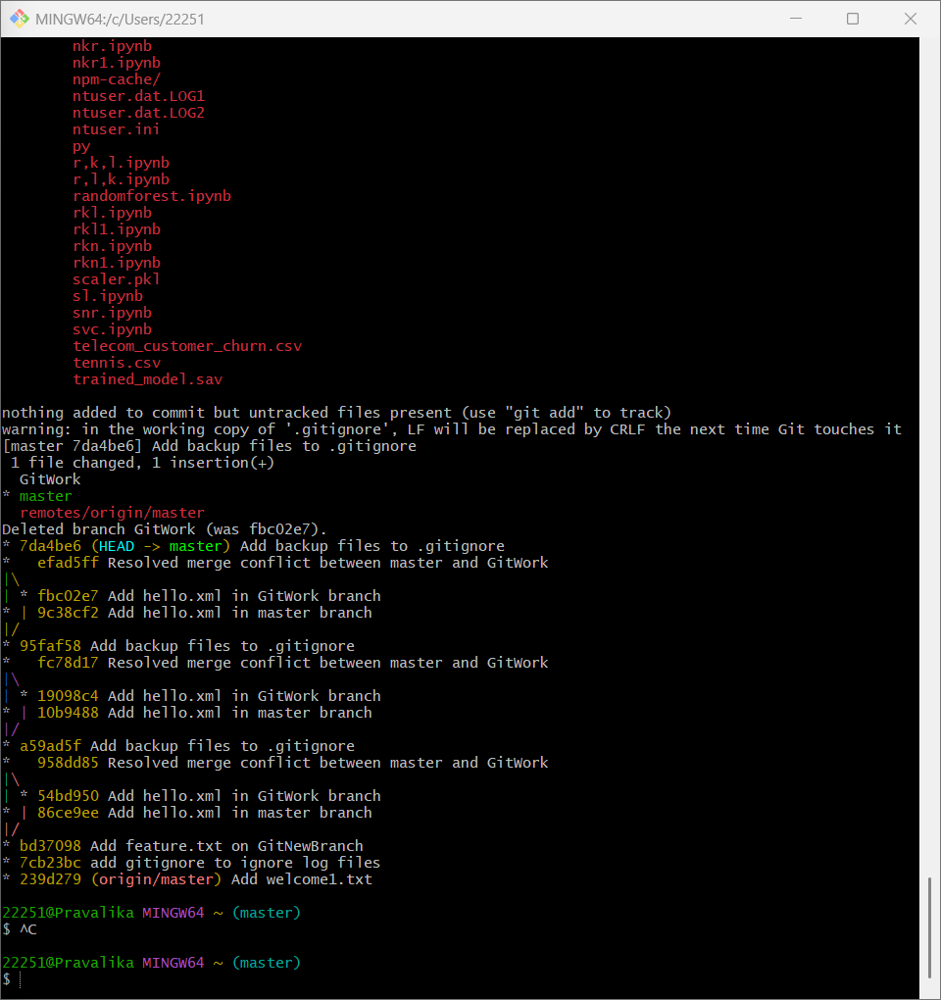 MINGW64:/c/Users/22251
nkr.ipynb
nkr1.ipynb
npm-cache/
ntuser.dat.LOG1
ntuser.dat.LOG2
ntuser.ini
py
r,k,l.ipynb
r,l,k.ipynb
randomforest.ipynb
rkl.ipynb
rkl1.ipynb
rkn.ipynb
rkn1.ipynb
scaler.pkl
sl.ipynb
snr.ipynb
svc.ipynb
telecom_customer_churn.csv
tennis.csv
trained_model.sav
nothing added to commit but untracked files present (use "git add" to track)
warning: in the working copy of '.gitignore', LF will be replaced by CRLF the next time Git touches it
[master 7da4be6] Add backup files to .gitignore
 1 file changed, 1 insertion(+)
  GitWork
* master
  remotes/origin/master
Deleted branch GitWork (was fbc02e7).
* 7da4be6 (HEAD -> master) Add backup files to .gitignore
*   efad5ff Resolved merge conflict between master and GitWork
|\
| * fbc02e7 Add hello.xml in GitWork branch
* | 9c38cf2 Add hello.xml in master branch
|/
* 95faf58 Add backup files to .gitignore
*   fc78d17 Resolved merge conflict between master and GitWork
|\
| * 19098c4 Add hello.xml in GitWork branch
* | 10b9488 Add hello.xml in master branch
|/
* a59ad5f Add backup files to .gitignore
*   958dd85 Resolved merge conflict between master and GitWork
|\
| * 54bd950 Add hello.xml in GitWork branch
* | 86ce9ee Add hello.xml in master branch
|/
* bd37098 Add feature.txt on GitNewBranch
* 7cb23bc add gitignore to ignore log files
* 239d279 (origin/master) Add welcome1.txt
22251@Pravalika MINGW64 ~ (master)
$ ^C
22251@Pravalika MINGW64 ~ (master)
$